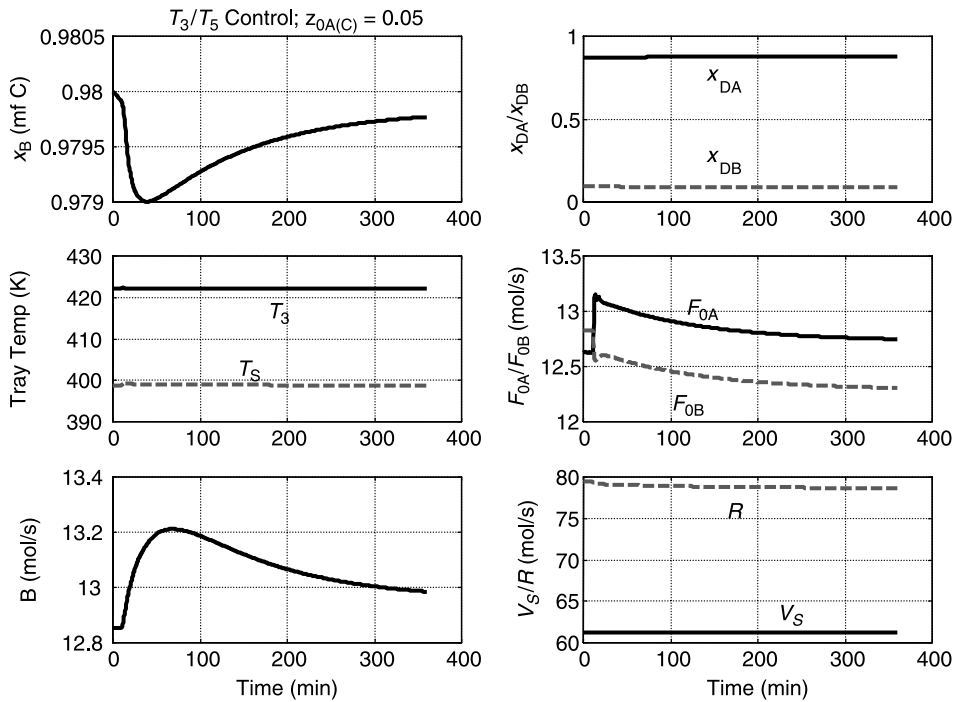 T3/T5 Control; z0A(C) = 0.05
0.9805
0.98
0.9795
0.979
xB (mf C)
0 100 200 300 400
1
0.5
0
xDA/xDB
xDA
xDB
0 100 200 300 400
430
420
410
400
390
Tray Temp (K)
T3
TS
0 100 200 300 400
13.5
13
12.5
12
F0A/F0B (mol/s)
F0A
F0B
0 100 200 300 400
13.4
13.2
13
12.8
B (mol/s)
0 100 200 300 400
Time (min)
80
75
70
65
60
VS/R (mol/s)
R
VS
0 100 200 300 400
Time (min)